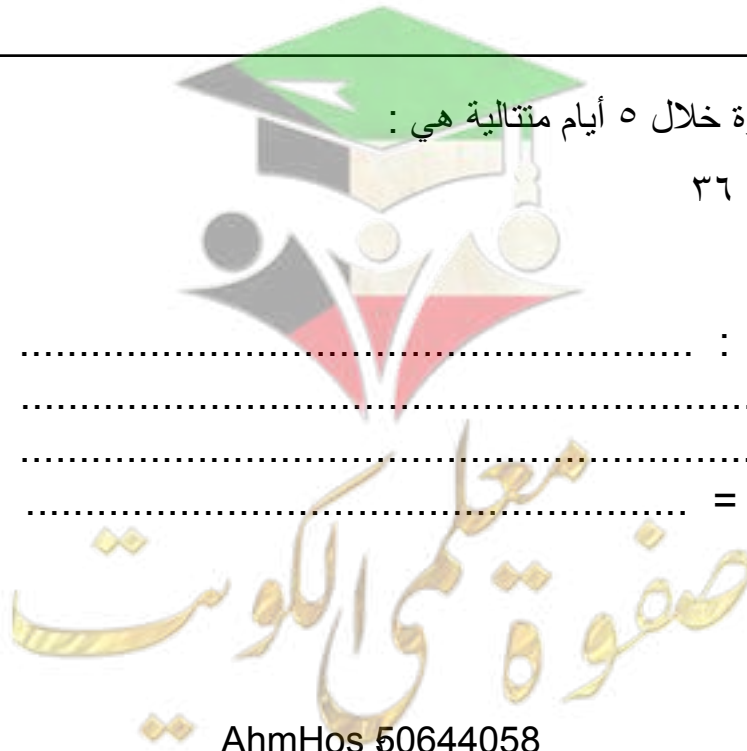 ة خلال ٥ أيام متتالية هي :
٣٦
: ........................................................
.............................................................
.............................................................
= ........................................................
صفوة معلمي الكويت
AhmHos 50644058